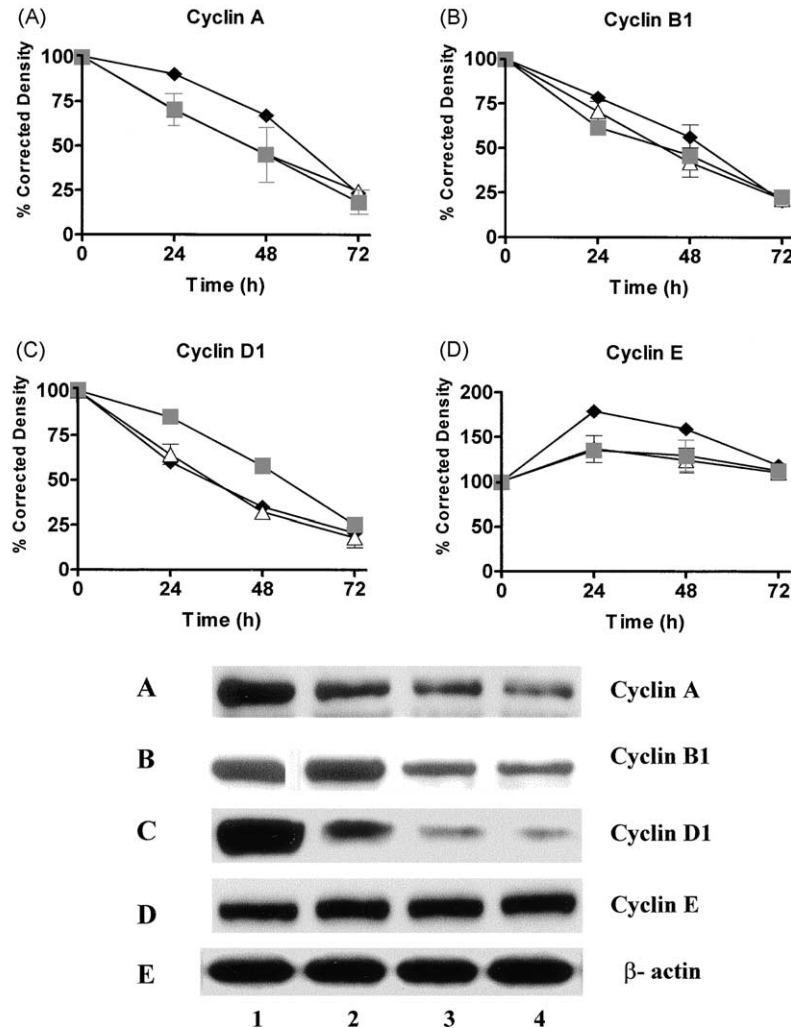 (A)
Cyclin A
% Corrected Density
100
75
50
25
0
0 24 48 72
Time (h)
(B)
Cyclin B1
% Corrected Density
100
75
50
25
0
0 24 48 72
Time (h)
(C)
Cyclin D1
% Corrected Density
100
75
50
25
0
0 24 48 72
Time (h)
(D)
Cyclin E
% Corrected Density
200
150
100
50
0
0 24 48 72
Time (h)
A Cyclin A
B Cyclin B1
C Cyclin D1
D Cyclin E
E β- actin
1 2 3 4